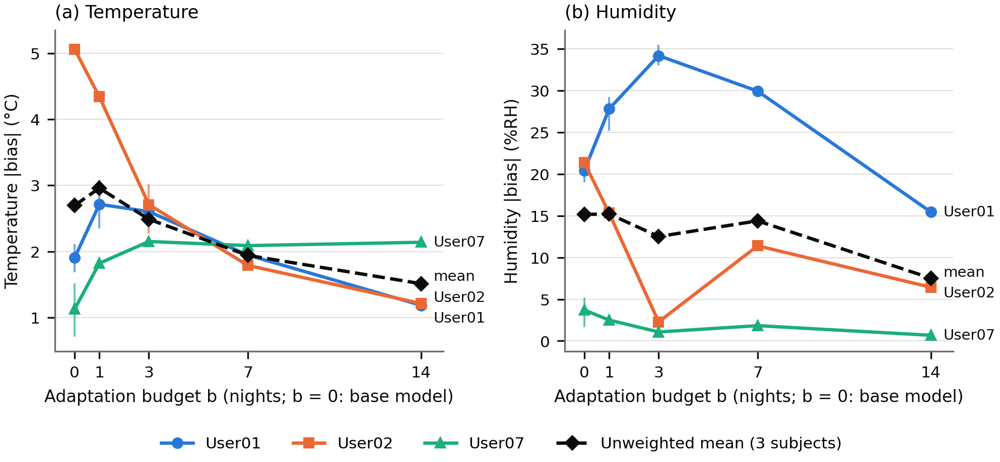 (a) Temperature
Temperature |bias| (°C)
5
4
3
2
1
User07
mean
User02
User01
0 1 3 7 14
Adaptation budget b (nights; b = 0: base model)
(b) Humidity
Humidity |bias| (%RH)
35
30
25
20
15
10
5
0
User01
mean
User02
User07
0 1 3 7 14
Adaptation budget b (nights; b = 0: base model)
User01 User02 User07 Unweighted mean (3 subjects)